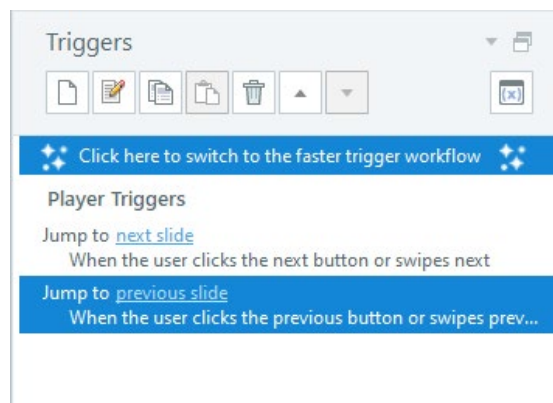 Triggers
(x)
Click here to switch to the faster trigger workflow
Player Triggers
Jump to next slide
When the user clicks the next button or swipes next
Jump to previous slide
When the user clicks the previous button or swipes prev...